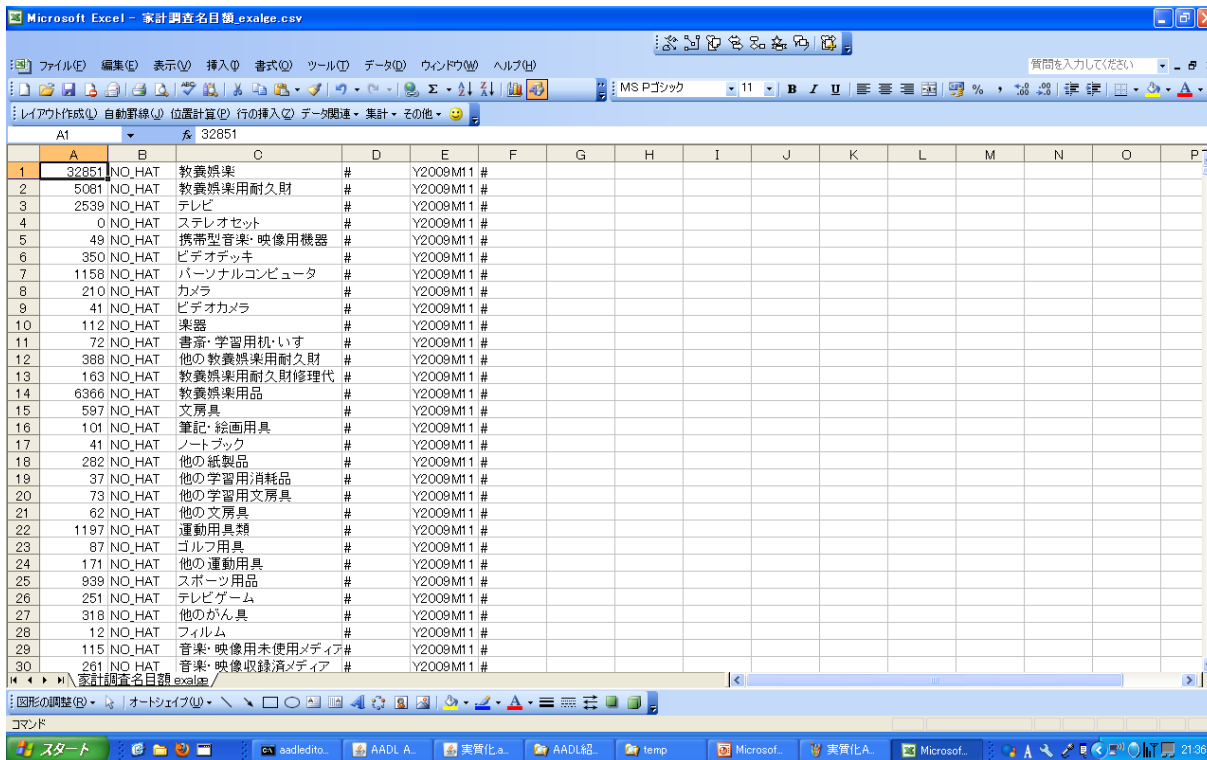 Microsoft Excel - 家計調査名目額_exalge.csv
ファイル(F) 編集(E) 表示(V) 挿入(I) 書式(O) ツール(T) データ(D) ウィンドウ(W) ヘルプ(H) 質問を入力してください
MS Pゴシック 11 B I U
レイアウト作成(L) 自動罫線(J) 位置計算(P) 行の挿入(Z) データ関連 集計 その他
A1 fx 32851
A B C D E F G H I J K L M N O P
1 32851 NO_HAT 教養娯楽 # Y2009M11 #
2 5081 NO_HAT 教養娯楽用耐久財 # Y2009M11 #
3 2539 NO_HAT テレビ # Y2009M11 #
4 0 NO_HAT ステレオセット # Y2009M11 #
5 49 NO_HAT 携帯型音楽・映像用機器 # Y2009M11 #
6 350 NO_HAT ビデオデッキ # Y2009M11 #
7 1158 NO_HAT パーソナルコンピュータ # Y2009M11 #
8 210 NO_HAT カメラ # Y2009M11 #
9 41 NO_HAT ビデオカメラ # Y2009M11 #
10 112 NO_HAT 楽器 # Y2009M11 #
11 72 NO_HAT 書斎・学習用机・いす # Y2009M11 #
12 388 NO_HAT 他の教養娯楽用耐久財 # Y2009M11 #
13 163 NO_HAT 教養娯楽用耐久財修理代 # Y2009M11 #
14 6366 NO_HAT 教養娯楽用品 # Y2009M11 #
15 597 NO_HAT 文房具 # Y2009M11 #
16 101 NO_HAT 筆記・絵画用具 # Y2009M11 #
17 41 NO_HAT ノートブック # Y2009M11 #
18 282 NO_HAT 他の紙製品 # Y2009M11 #
19 37 NO_HAT 他の学習用消耗品 # Y2009M11 #
20 73 NO_HAT 他の学習用文房具 # Y2009M11 #
21 62 NO_HAT 他の文房具 # Y2009M11 #
22 1197 NO_HAT 運動用具類 # Y2009M11 #
23 87 NO_HAT ゴルフ用具 # Y2009M11 #
24 171 NO_HAT 他の運動用具 # Y2009M11 #
25 939 NO_HAT スポーツ用品 # Y2009M11 #
26 251 NO_HAT テレビゲーム # Y2009M11 #
27 318 NO_HAT 他のがん具 # Y2009M11 #
28 12 NO_HAT フィルム # Y2009M11 #
29 115 NO_HAT 音楽・映像用未使用メディア # Y2009M11 #
30 261 NO_HAT 音楽・映像収録済メディア # Y2009M11 #
家計調査名目額_exalge
図形の調整(R) オートシェイプ(U)
コマンド
スタート aadledito... AADL A... 実質化.a... AADL紹... temp Microsof... 実質化A... Microsof... 21:36